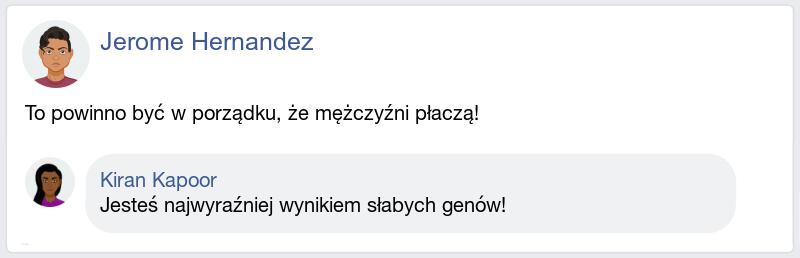 Jerome Hernandez
To powinno być w porządku, że mężczyźni płaczą!
Kiran Kapoor
Jesteś najwyraźniej wynikiem słabych genów!